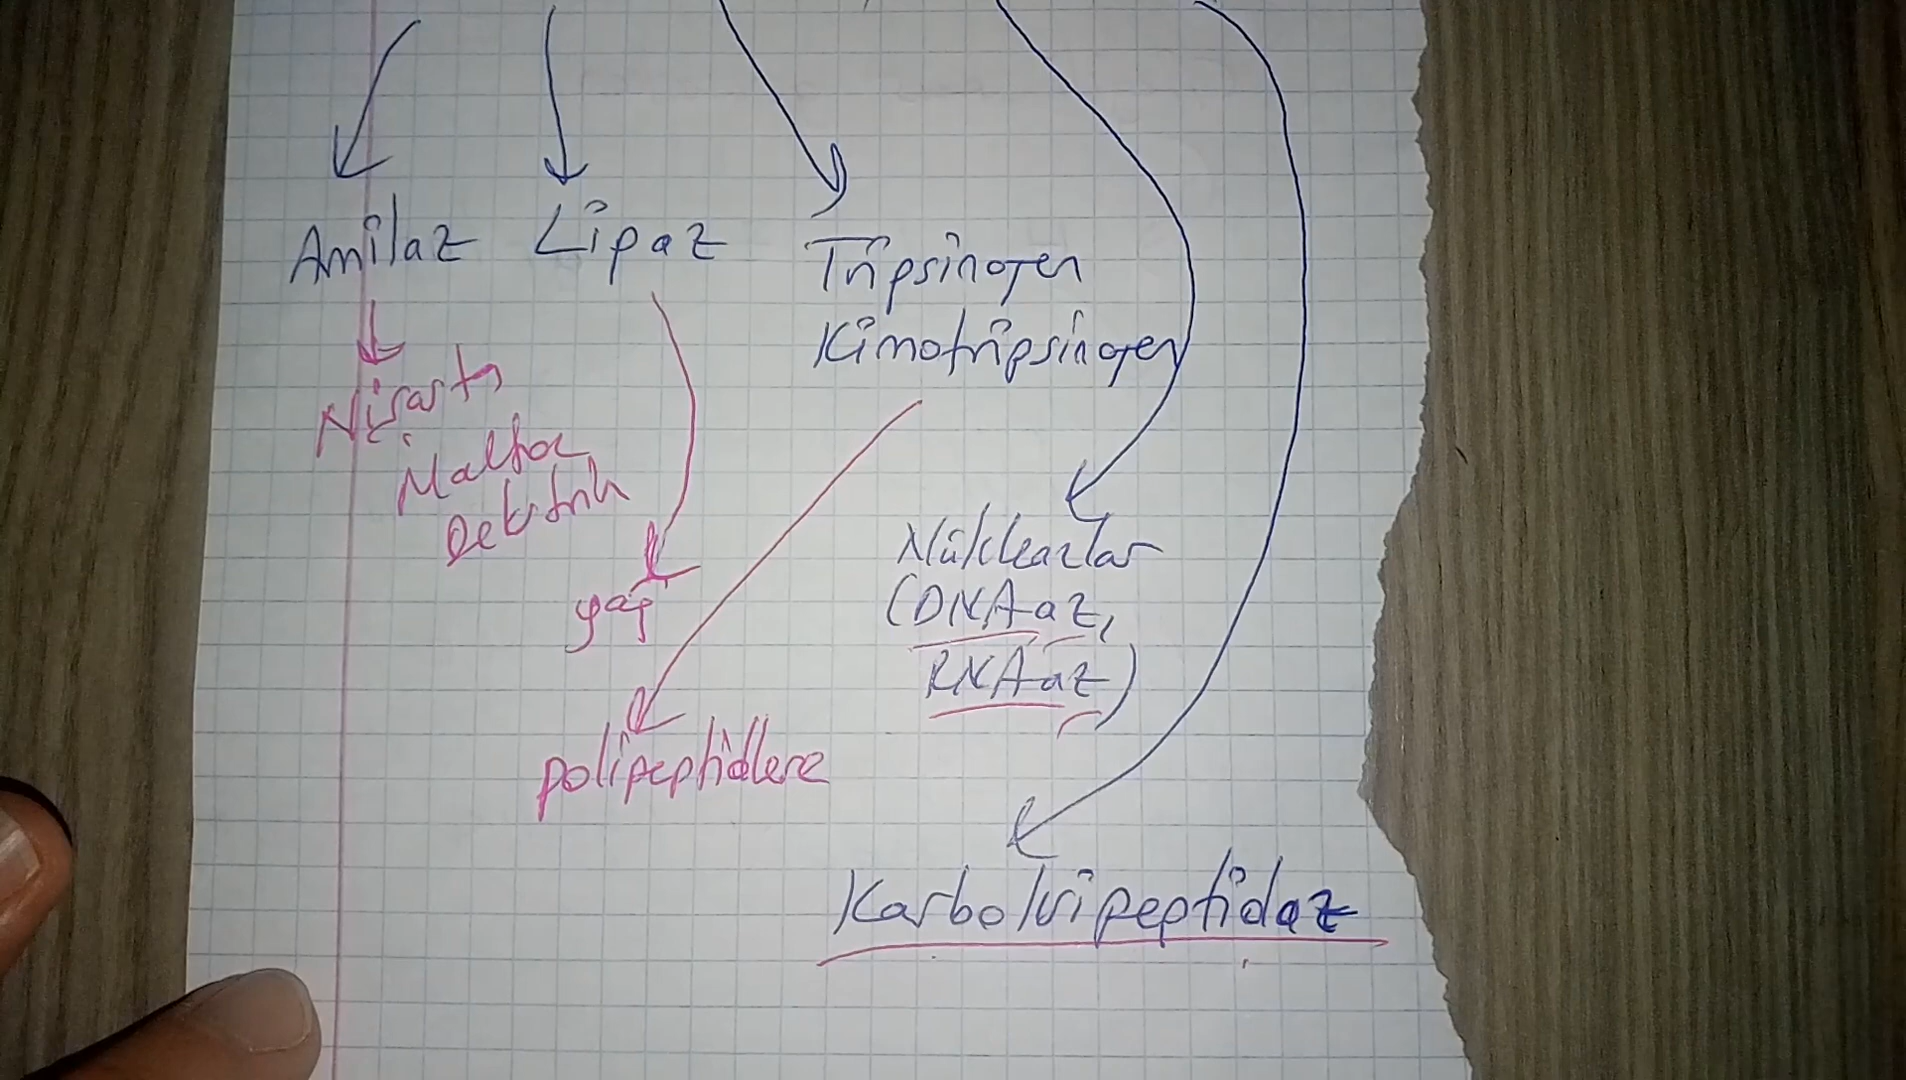 Amilaz
Lipaz
Tripsinojen
Kimotripsinojen
Nişasta
Maltoz
Dekstrin
yağ
polipeptidlere
Nükleazlar
(DNAaz,
RNAaz)
Karboksipeptidaz